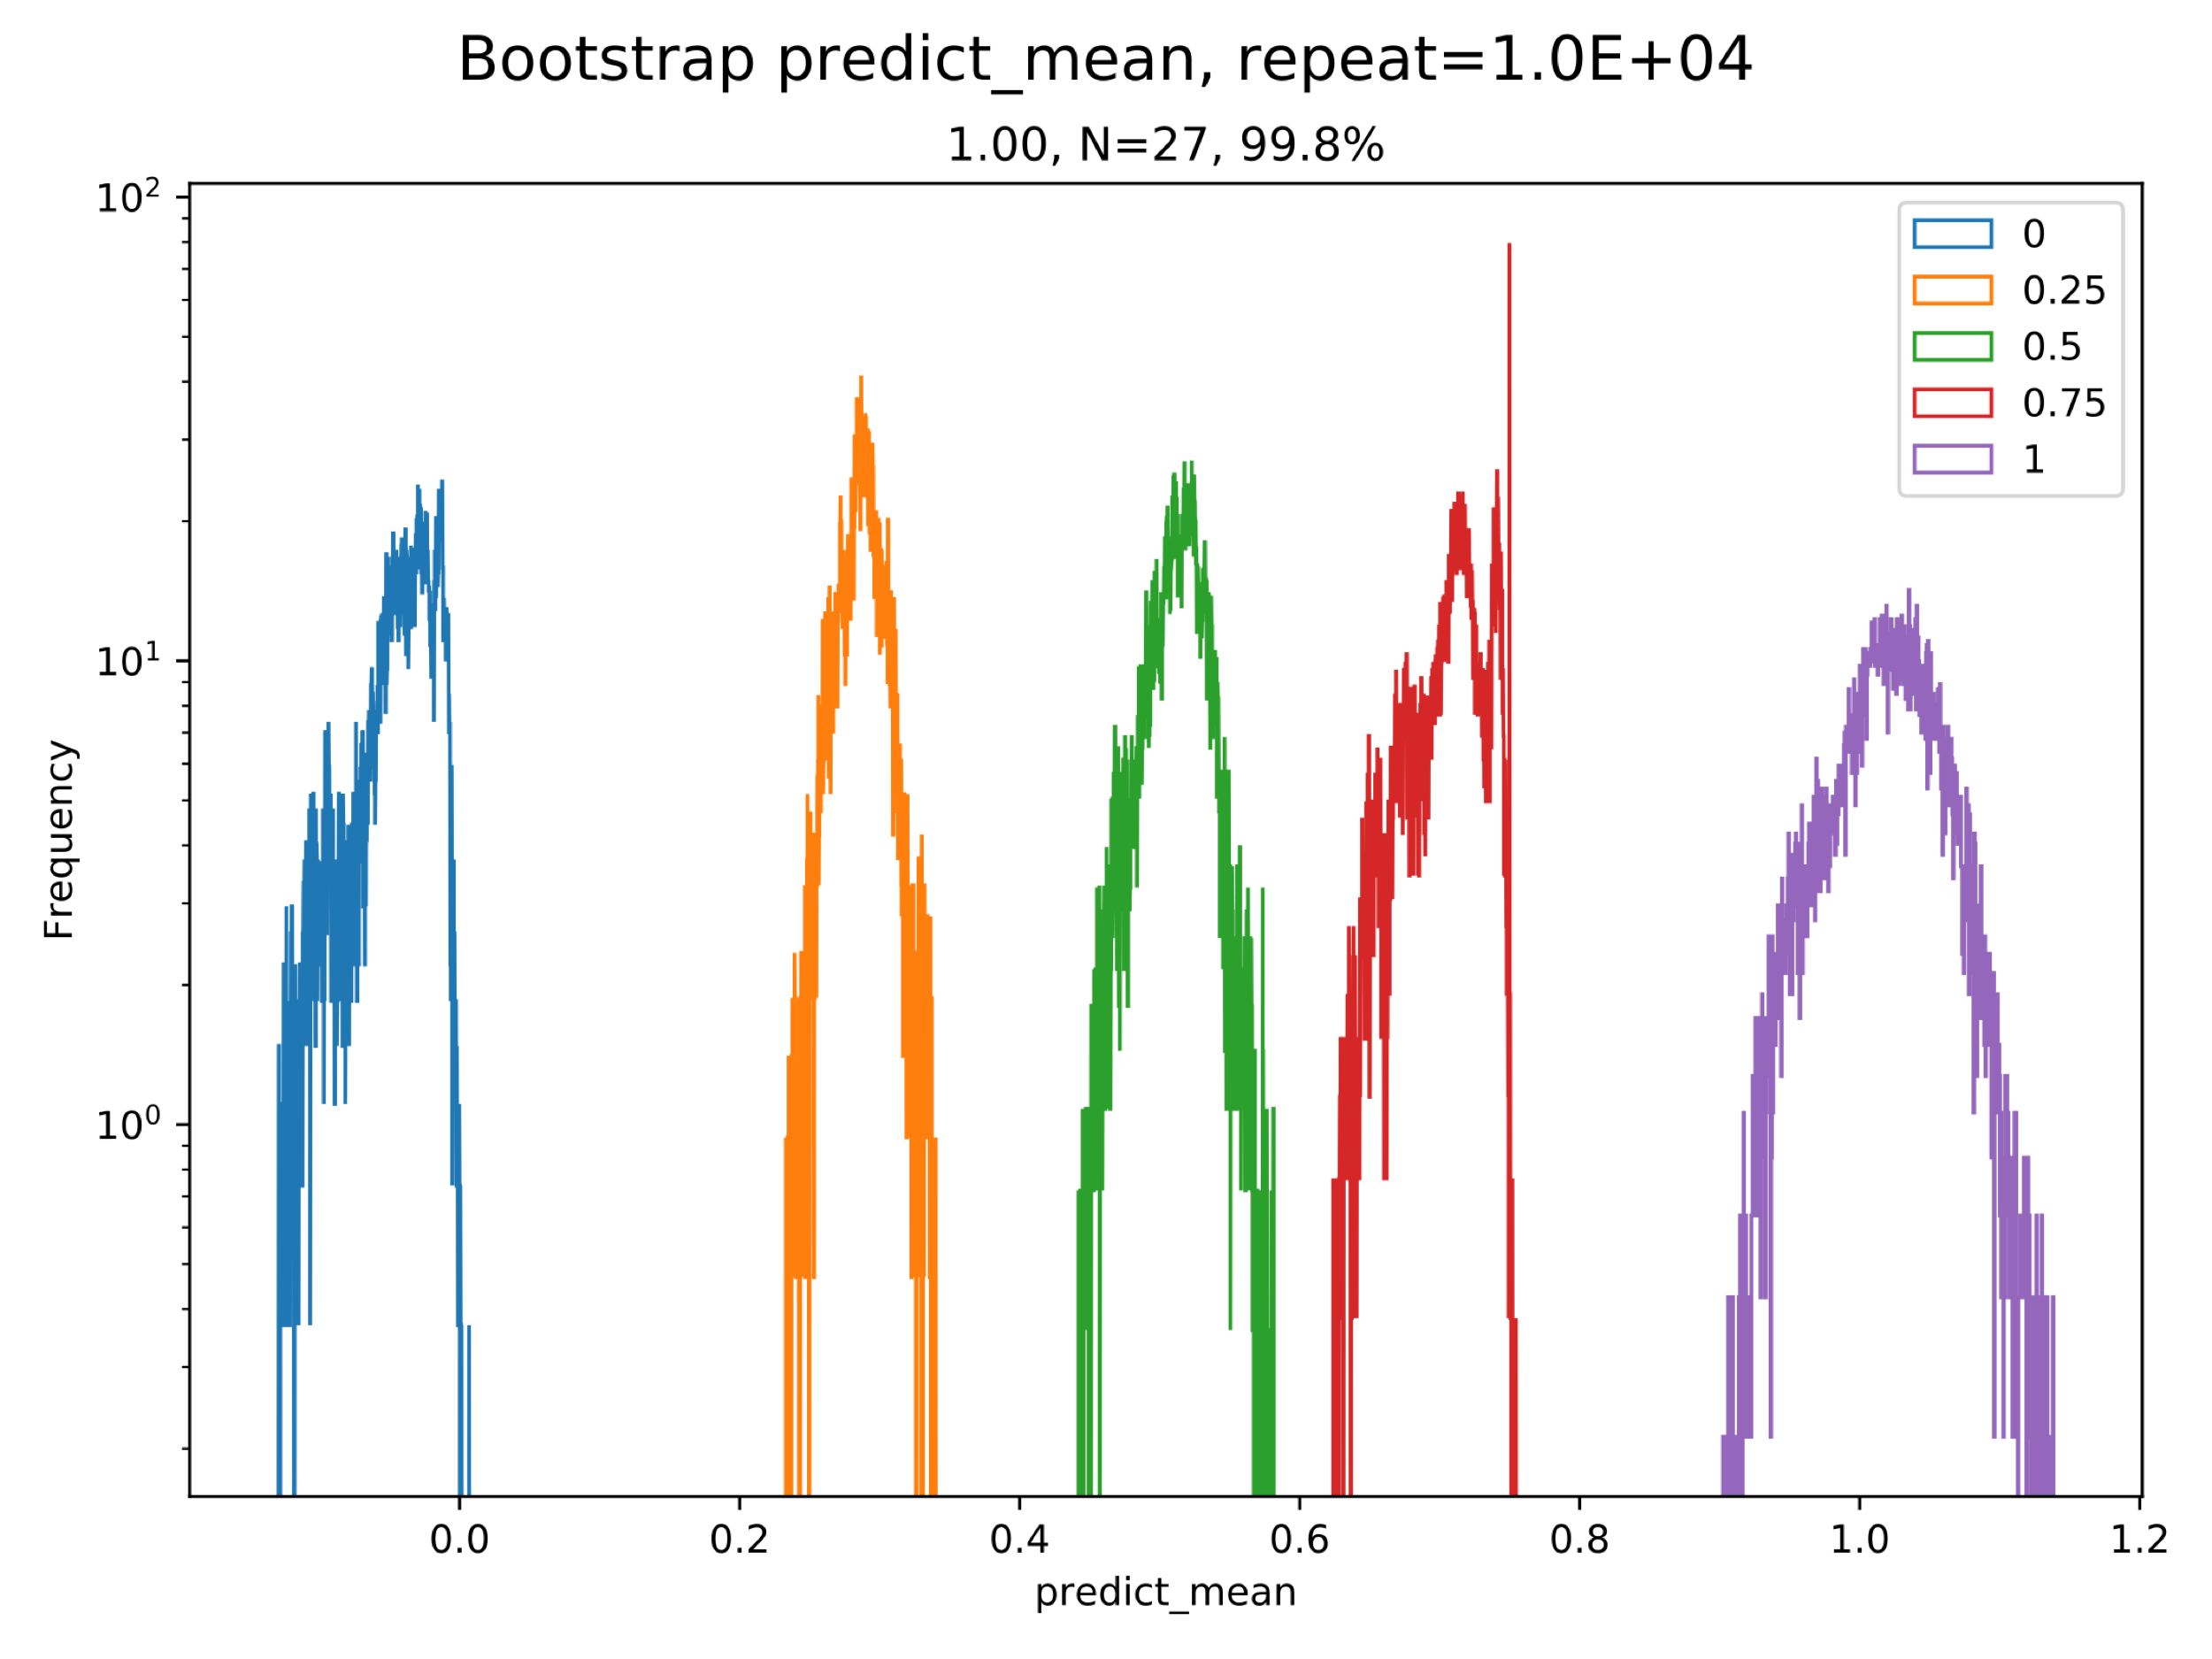 Bootstrap predict_mean, repeat=1.0E+04
1.00, N=27, 99.8%
10²
10¹
10⁰
Frequency
0
0.25
0.5
0.75
1
0.0 0.2 0.4 0.6 0.8 1.0 1.2
predict_mean